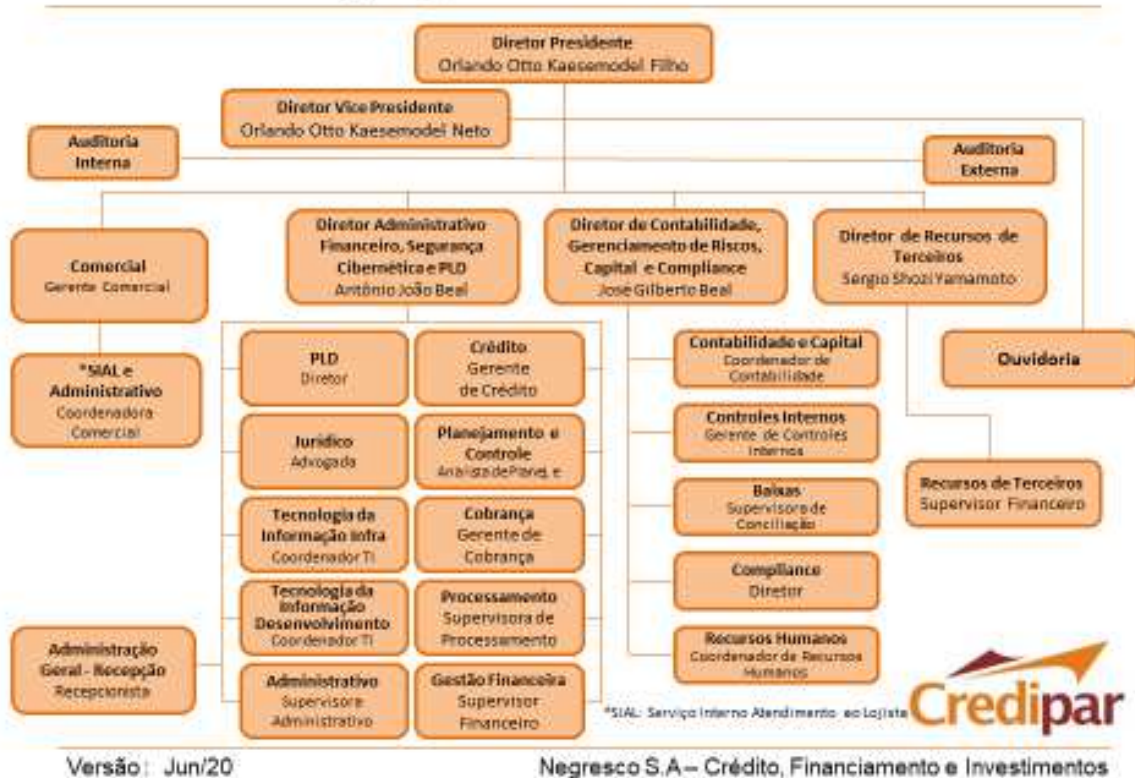 Diretor Presidente
Orlando Otto Kaesemodel Filho
Diretor Vice Presidente
Orlando Otto Kaesemodel Neto
Auditoria
Interna
Auditoria
Externa
Comercial
Gerente Comercial
Diretor Administrativo
Financeiro, Segurança
Cibernética e PLD
Antônio João Beal
Diretor de Contabilidade,
Gerenciamento de Riscos,
Capital e Compliance
José Gilberto Beal
Diretor de Recursos de
Terceiros
Sergio Shozi Yamamoto
*SIAL e
Administrativo
Coordenadora
Comercial
PLD
Diretor
Crédito
Gerente
de Crédito
Contabilidade e Capital
Coordenador de
Contabilidade
Ouvidoria
Jurídico
Advogada
Planejamento e
Controle
Analista de Planej. e
Controles Internos
Gerente de Controles
Internos
Tecnologia da
Informação Infra
Coordenador TI
Cobrança
Gerente de
Cobrança
Baixas
Supervisora de
Conciliação
Recursos de Terceiros
Supervisor Financeiro
Tecnologia da
Informação
Desenvolvimento
Coordenador TI
Processamento
Supervisora de
Processamento
Compliance
Diretor
Administração
Geral - Recepção
Recepcionista
Administrativo
Supervisora
Administrativo
Gestão Financeira
Supervisor
Financeiro
Recursos Humanos
Coordenador de Recursos
Humanos
*SIAL: Serviço Interno Atendimento ao Lojista
Credipar
Versão: Jun/20
Negresco S.A – Crédito, Financiamento e Investimentos